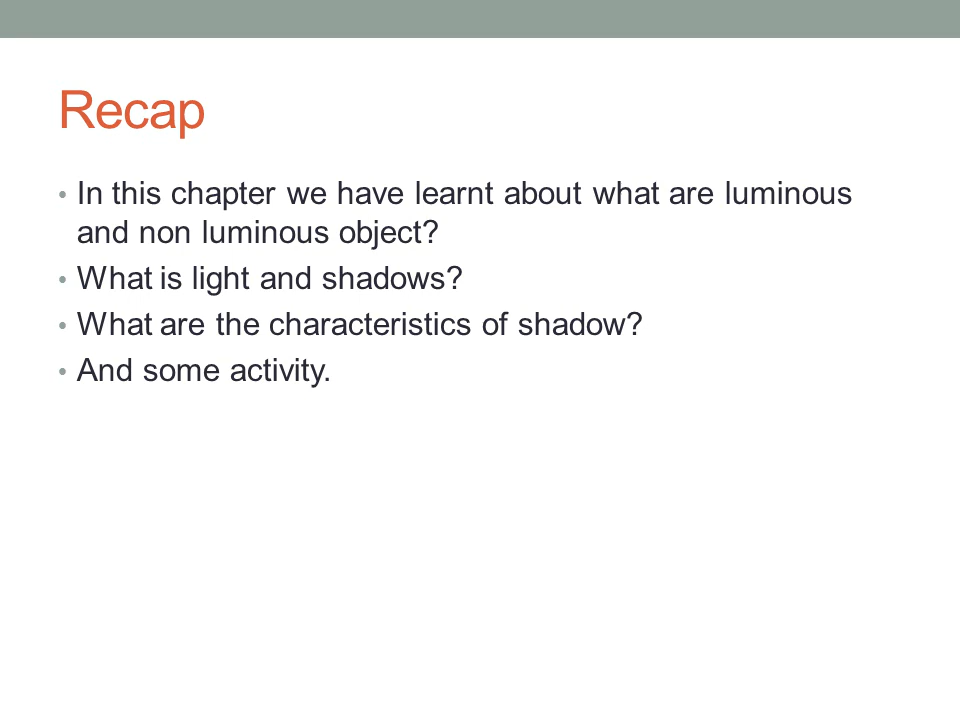 Recap
• In this chapter we have learnt about what are luminous
and non luminous object?
• What is light and shadows?
• What are the characteristics of shadow?
• And some activity.